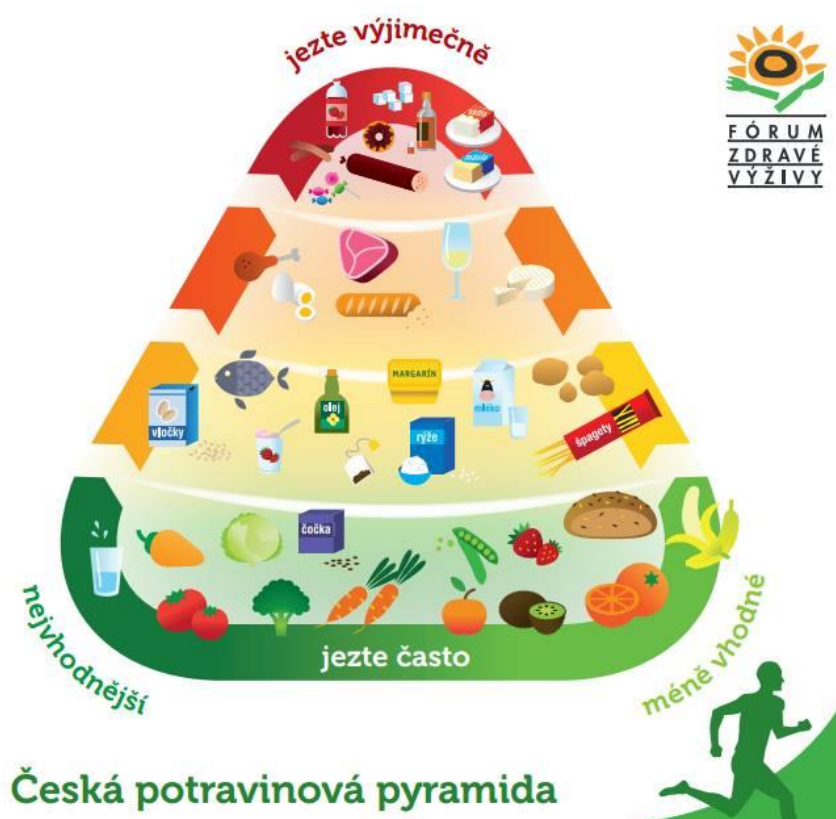 jezte výjimečně
FÓRUM
ZDRAVÉ
VÝŽIVY
máslo
MARGARÍN
vločky
olej
mléko
rýže
špagety
čočka
nejvhodnější
jezte často
méně vhodné
Česká potravinová pyramida